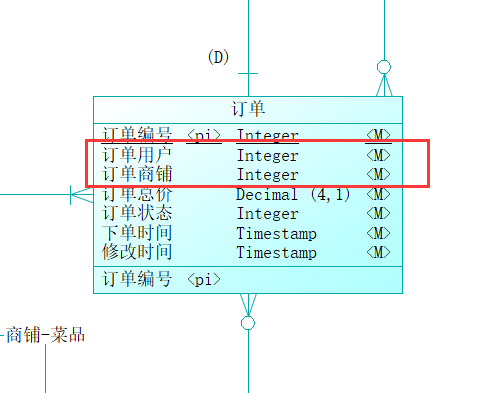 (D)
订单
订单编号 <pi> Integer <M>
订单用户 Integer <M>
订单商铺 Integer <M>
订单总价 Decimal (4,1) <M>
订单状态 Integer <M>
下单时间 Timestamp <M>
修改时间 Timestamp <M>
订单编号 <pi>
商铺-菜品